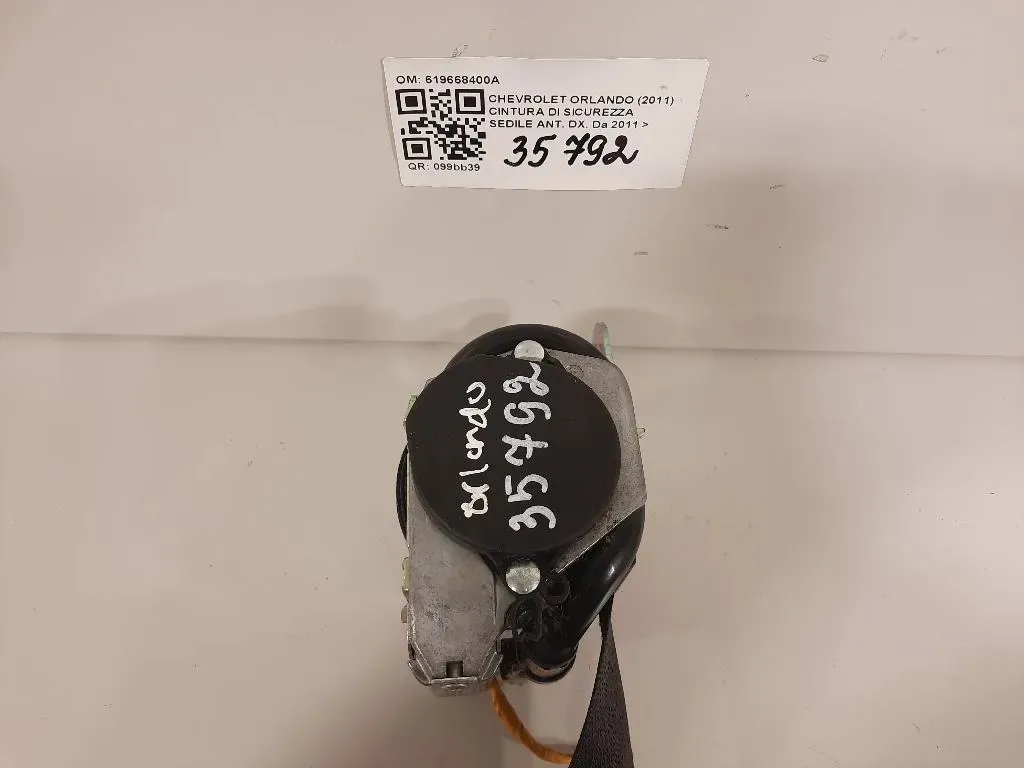 OM: 619668400A
CHEVROLET ORLANDO (2011)
CINTURA DI SICUREZZA
SEDILE ANT. DX. Da 2011 >
35792
QR: 099bb39
Orlando
35792